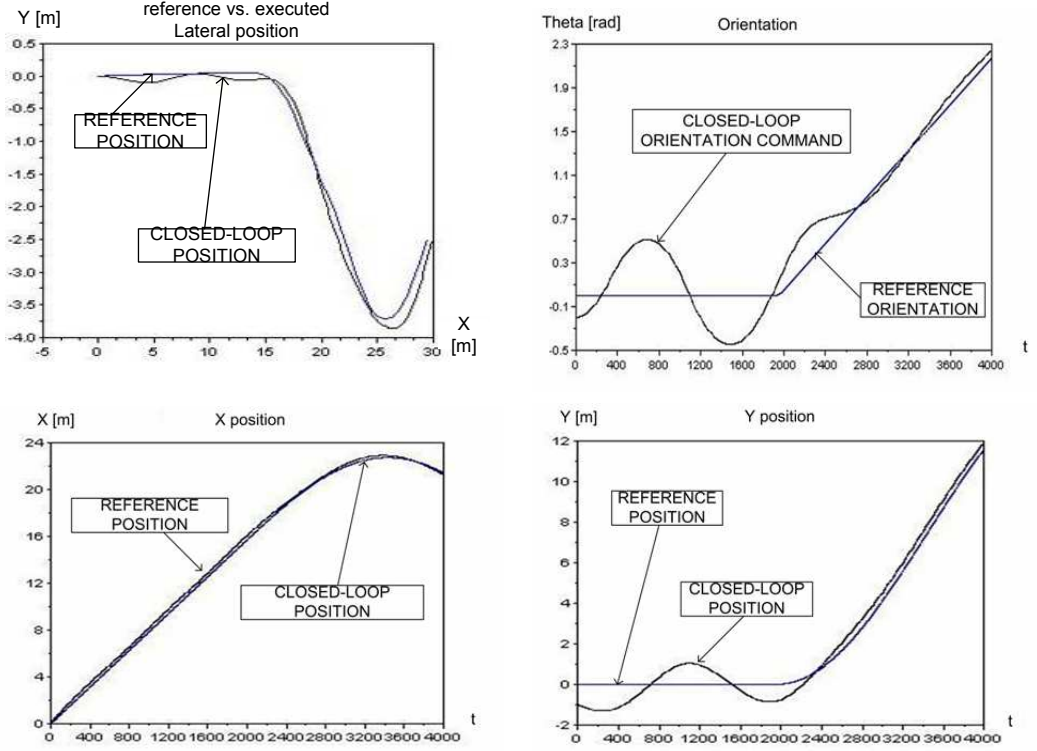 reference vs. executed
Lateral position
Y [m]
0.5
0.0
-0.5
-1.0
-1.5
-2.0
-2.5
-3.0
-3.5
-4.0
-5 0 5 10 15 20 25 30
X
[m]
REFERENCE
POSITION
CLOSED-LOOP
POSITION
Theta [rad]
Orientation
2.3
1.9
1.5
1.1
0.7
0.3
-0.1
-0.5
0 400 800 1200 1600 2000 2400 2800 3200 3600 4000
t
CLOSED-LOOP
ORIENTATION COMMAND
REFERENCE
ORIENTATION
X [m]
X position
24
20
16
12
8
4
0
0 400 800 1200 1600 2000 2400 2800 3200 3600 4000
t
REFERENCE
POSITION
CLOSED-LOOP
POSITION
Y [m]
Y position
12
10
8
6
4
2
0
-2
0 400 800 1200 1600 2000 2400 2800 3200 3600 4000
t
REFERENCE
POSITION
CLOSED-LOOP
POSITION